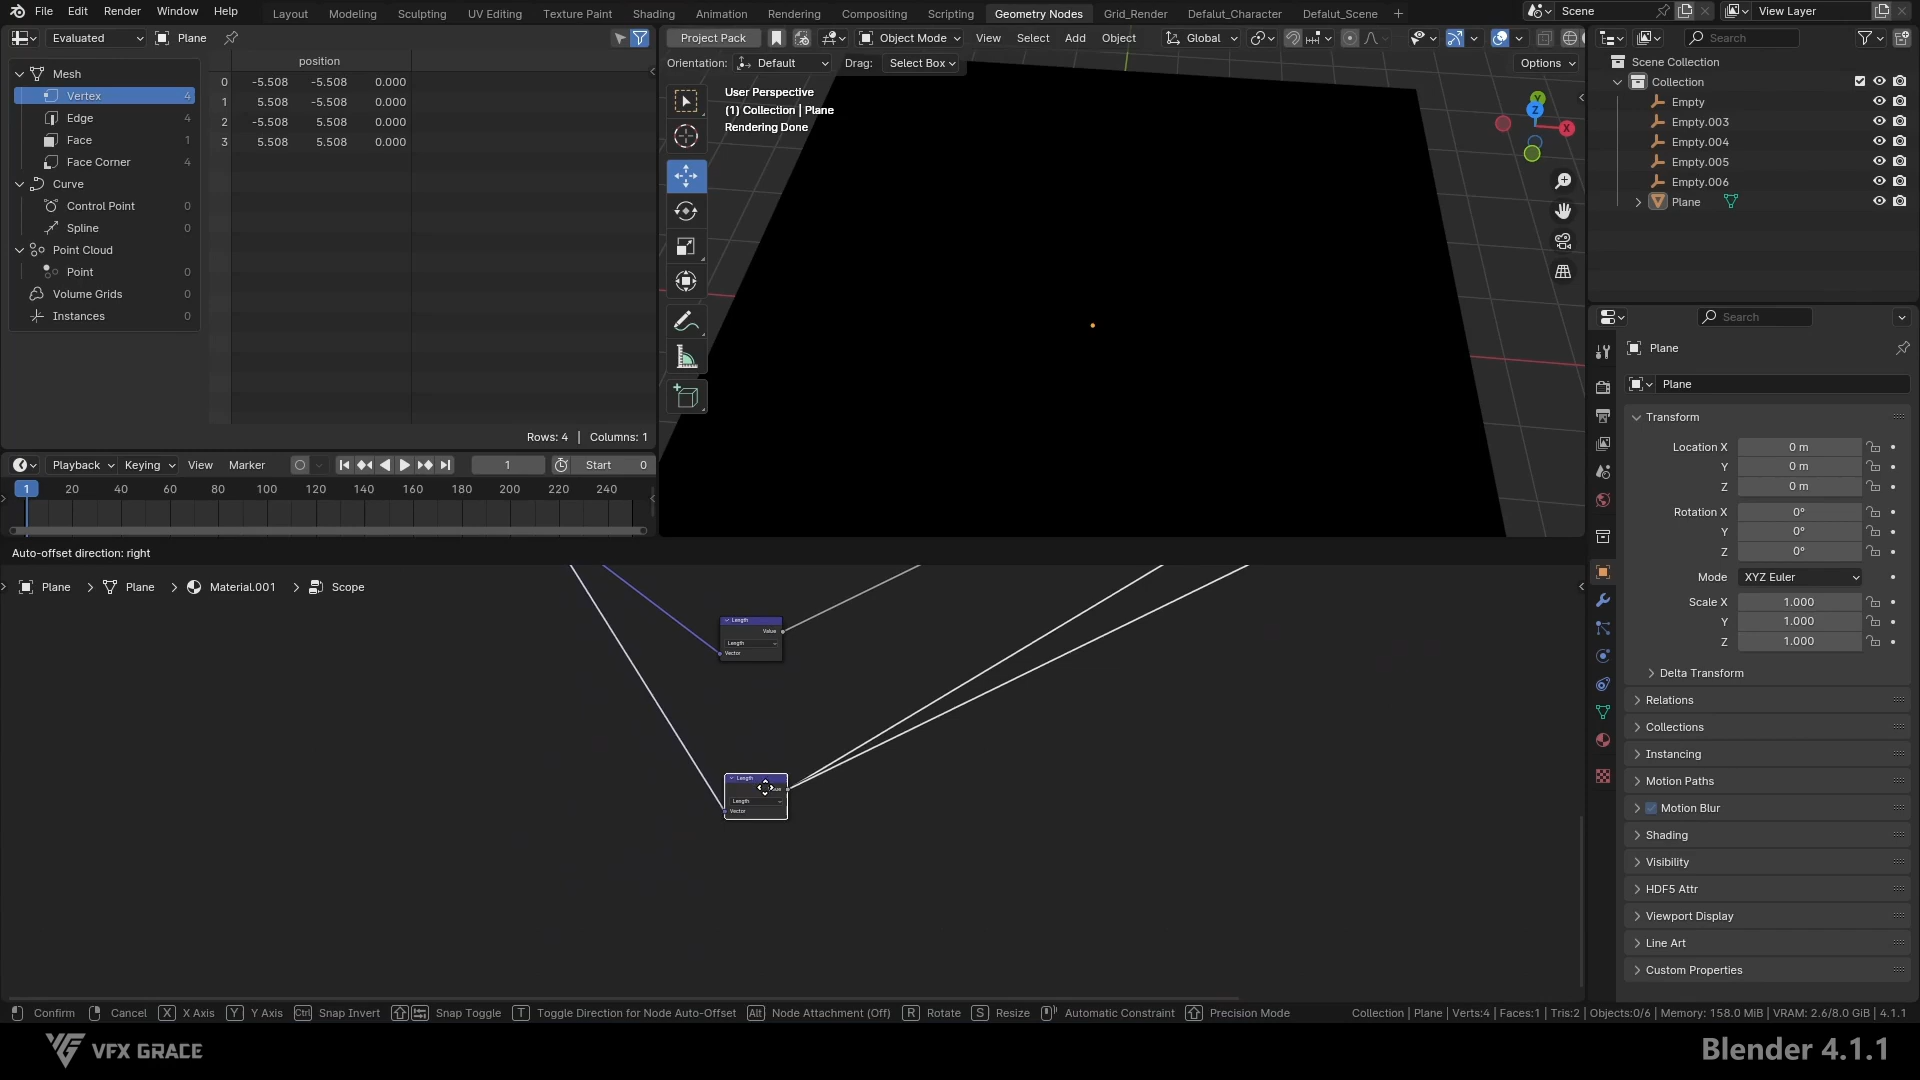 File Edit Render Window Help Layout Modeling Sculpting UV Editing Texture Paint Shading Animation Rendering Compositing Scripting Geometry Nodes Grid_Render Defalut_Character Defalut_Scene + Scene View Layer
Evaluated Plane
position
Mesh
Vertex 4
Edge 4
Face 1
Face Corner 4
Curve
Control Point 0
Spline 0
Point Cloud
Point 0
Volume Grids 0
Instances 0
0 -5.508 -5.508 0.000
1 5.508 -5.508 0.000
2 -5.508 5.508 0.000
3 5.508 5.508 0.000
Rows: 4 | Columns: 1
Project Pack Object Mode View Select Add Object Global
Orientation: Default Drag: Select Box Options
User Perspective
(1) Collection | Plane
Rendering Done
Y
Z
X
Search
Scene Collection
Collection
Empty
Empty.003
Empty.004
Empty.005
Empty.006
Plane
Playback Keying View Marker 1 Start 0
1 20 40 60 80 100 120 140 160 180 200 220 240
Auto-offset direction: right
Plane > Plane > Material.001 > Scope
Length
Value
Length
Vector
Length
Length
Vector
Search
Plane
Plane
Transform
Location X 0 m
Y 0 m
Z 0 m
Rotation X 0°
Y 0°
Z 0°
Mode XYZ Euler
Scale X 1.000
Y 1.000
Z 1.000
Delta Transform
Relations
Collections
Instancing
Motion Paths
Motion Blur
Shading
Visibility
HDF5 Attr
Viewport Display
Line Art
Custom Properties
Confirm Cancel X X Axis Y Y Axis Ctrl Snap Invert Snap Toggle T Toggle Direction for Node Auto-Offset Alt Node Attachment (Off) R Rotate S Resize Automatic Constraint Precision Mode Collection | Plane | Verts:4 | Faces:1 | Tris:2 | Objects:0/6 | Memory: 158.0 MiB | VRAM: 2.6/8.0 GiB | 4.1.1
VFX GRACE
Blender 4.1.1